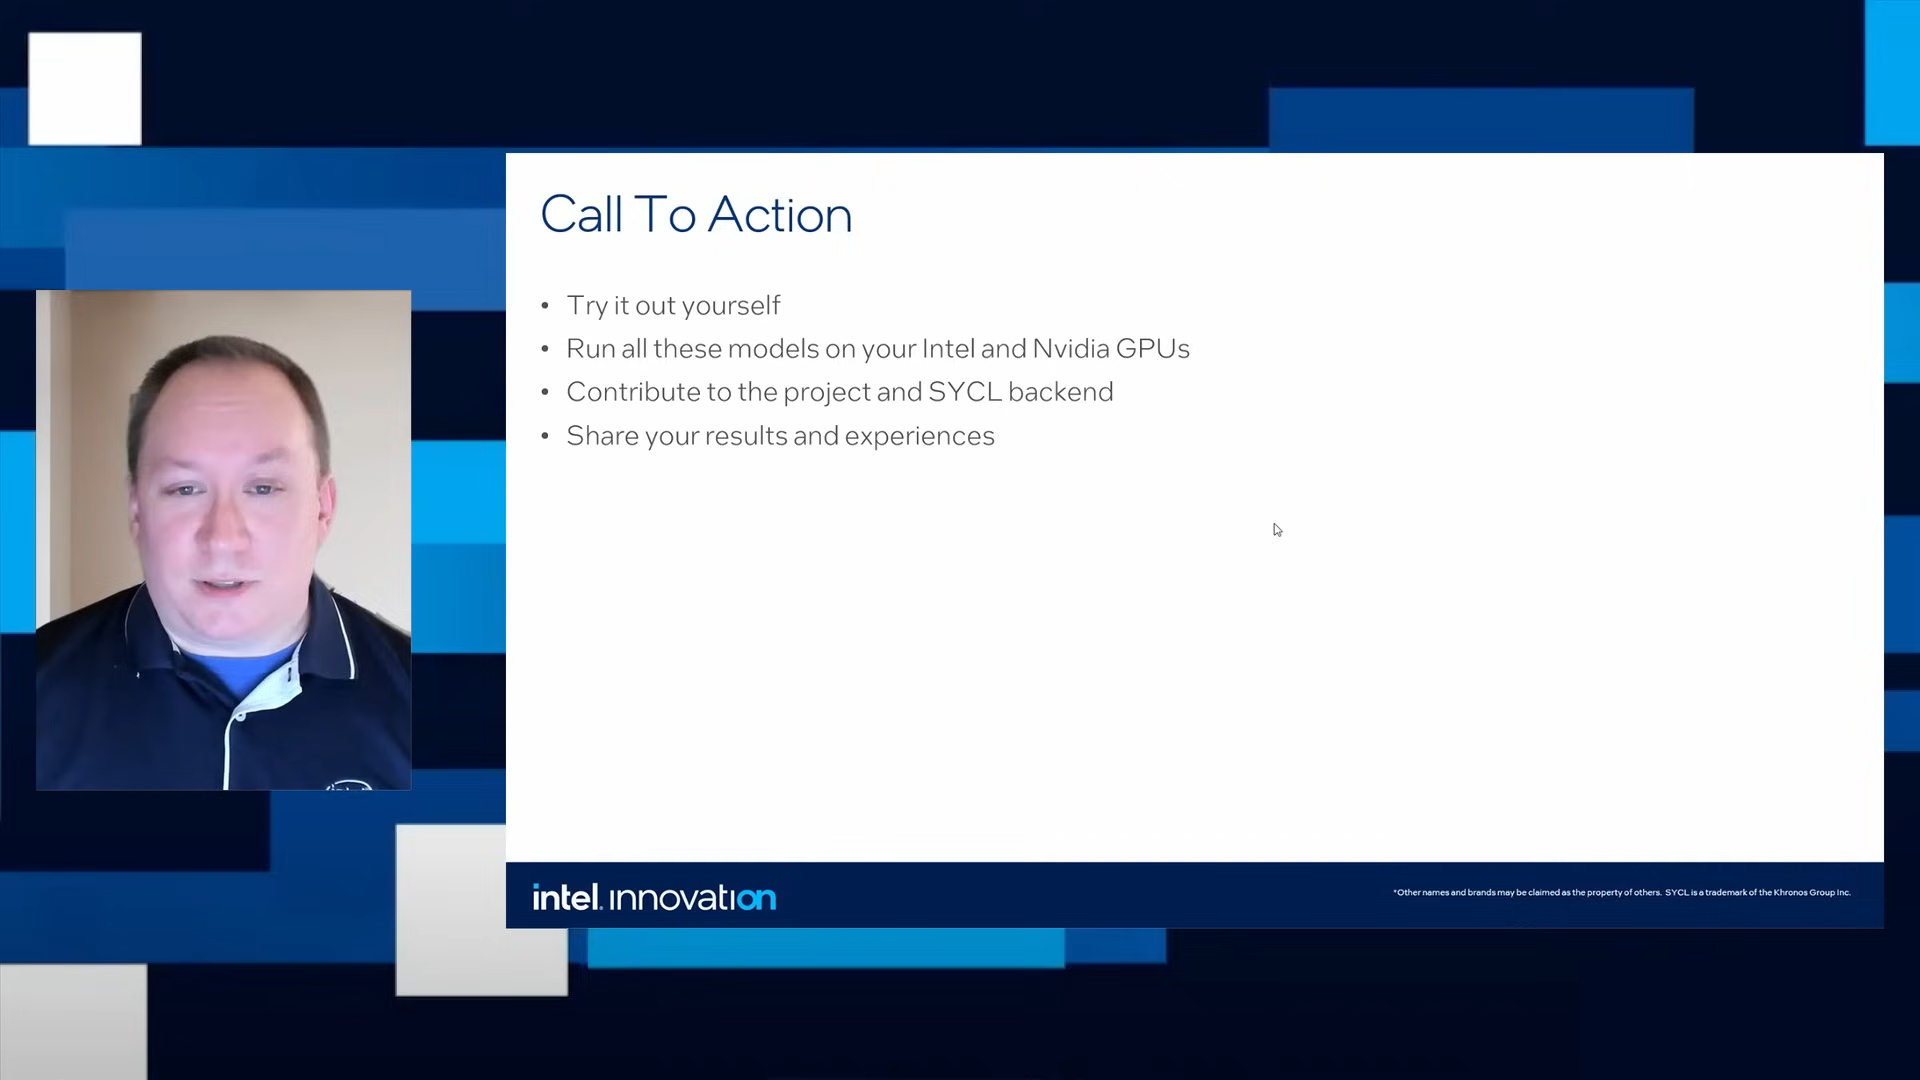 Call To Action
• Try it out yourself
• Run all these models on your Intel and Nvidia GPUs
• Contribute to the project and SYCL backend
• Share your results and experiences
intel. innovation
*Other names and brands may be claimed as the property of others. SYCL is a trademark of the Khronos Group Inc.